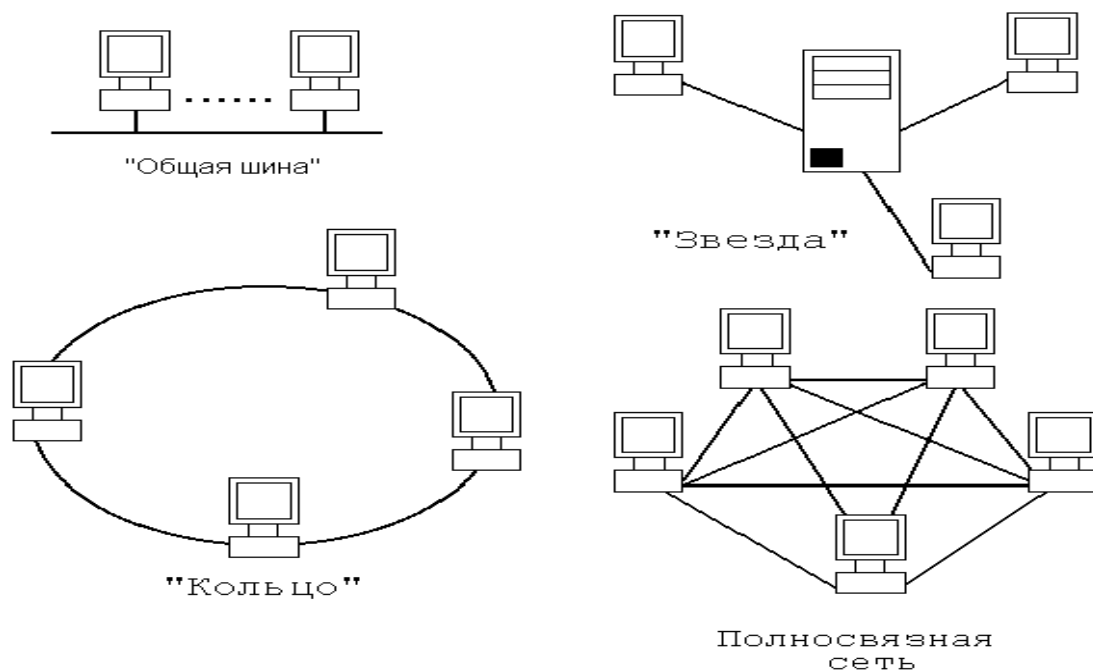 "Общая шина"
"Звезда"
"Кольцо"
Полносвязная
сеть